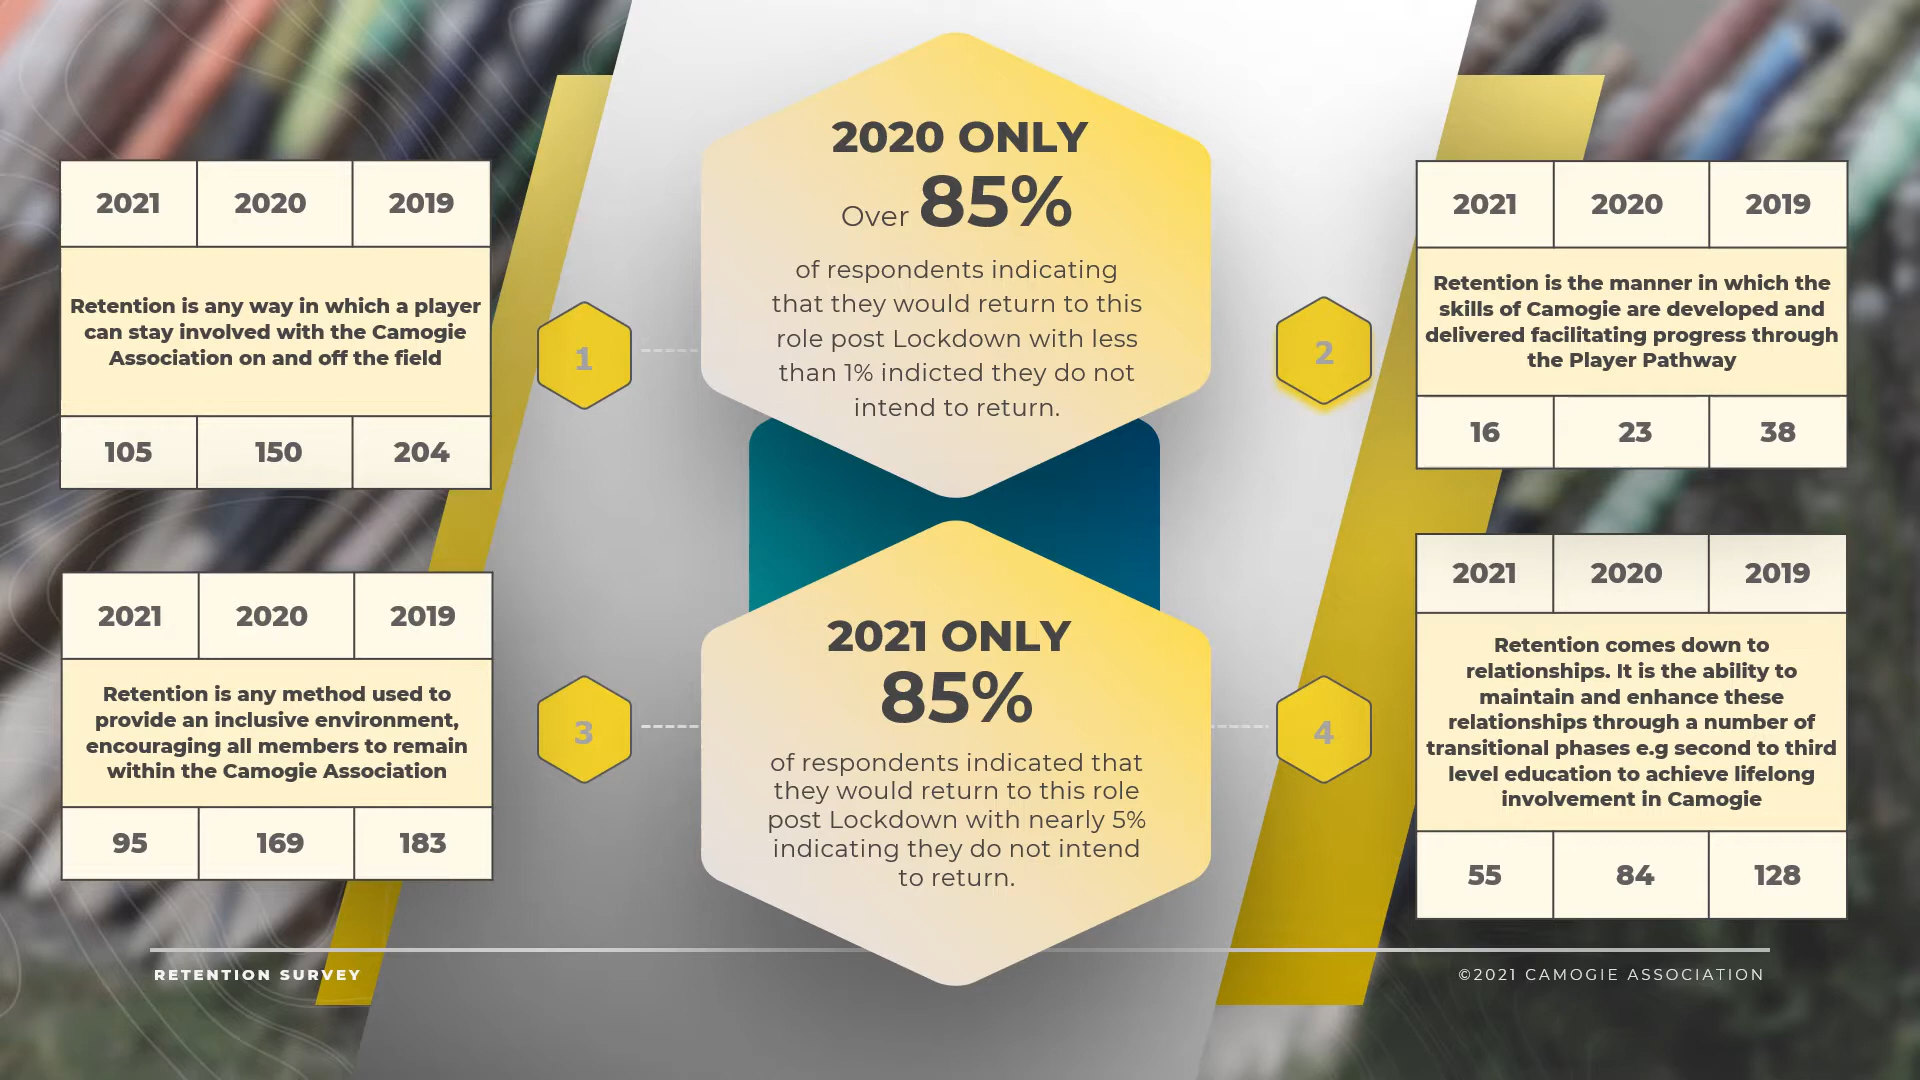 2021 2020 2019
Retention is any way in which a player
can stay involved with the Camogie
Association on and off the field
105 150 204
1
2020 ONLY
Over 85%
of respondents indicating
that they would return to this
role post Lockdown with less
than 1% indicted they do not
intend to return.
2
2021 2020 2019
Retention is the manner in which the
skills of Camogie are developed and
delivered facilitating progress through
the Player Pathway
16 23 38
2021 2020 2019
Retention is any method used to
provide an inclusive environment,
encouraging all members to remain
within the Camogie Association
95 169 183
3
2021 ONLY
85%
of respondents indicated that
they would return to this role
post Lockdown with nearly 5%
indicating they do not intend
to return.
4
2021 2020 2019
Retention comes down to
relationships. It is the ability to
maintain and enhance these
relationships through a number of
transitional phases e.g second to third
level education to achieve lifelong
involvement in Camogie
55 84 128
RETENTION SURVEY
©2021 CAMOGIE ASSOCIATION